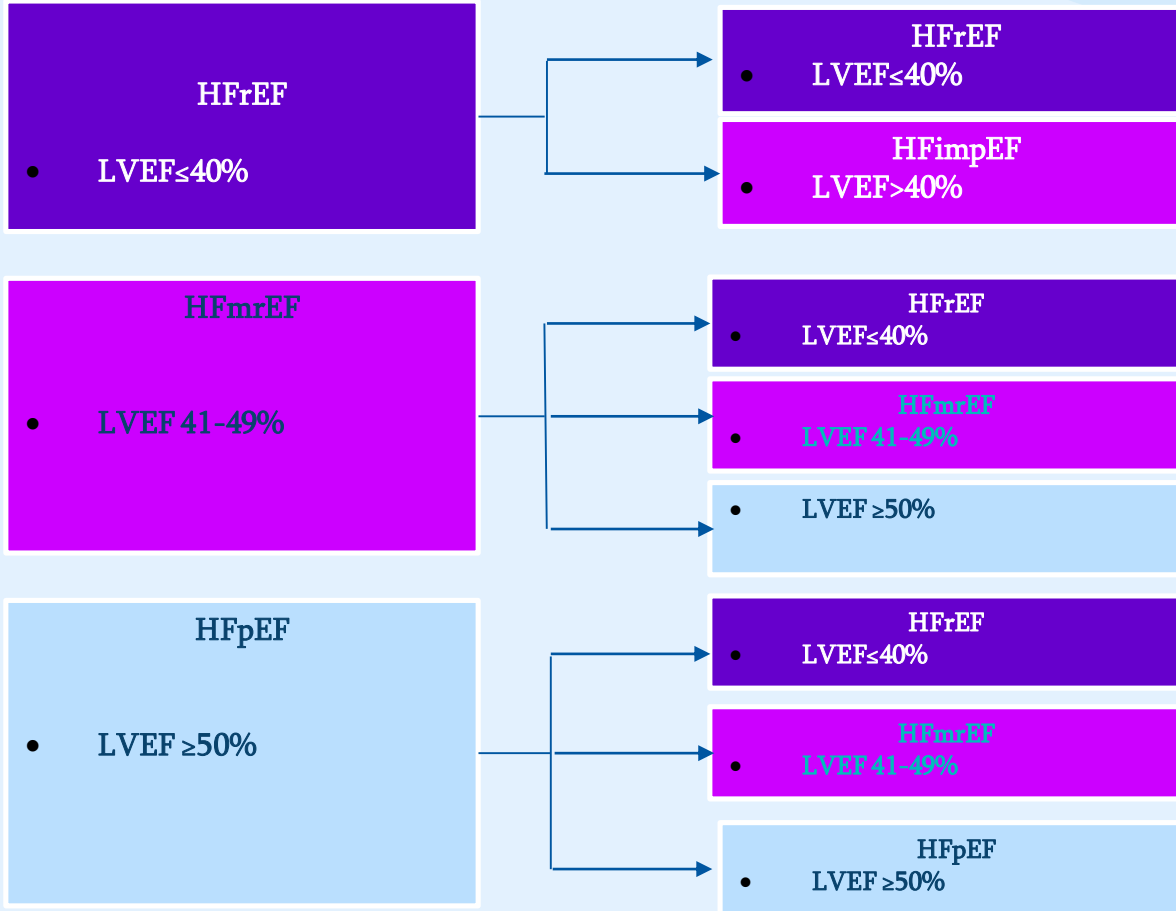 HFrEF
• LVEF≤40%
HFrEF
• LVEF≤40%
HFimpEF
• LVEF>40%
HFmrEF
• LVEF 41-49%
HFrEF
• LVEF≤40%
HFmrEF
• LVEF 41-49%
• LVEF ≥50%
HFpEF
• LVEF ≥50%
HFrEF
• LVEF≤40%
HFmrEF
• LVEF 41-49%
HFpEF
• LVEF ≥50%